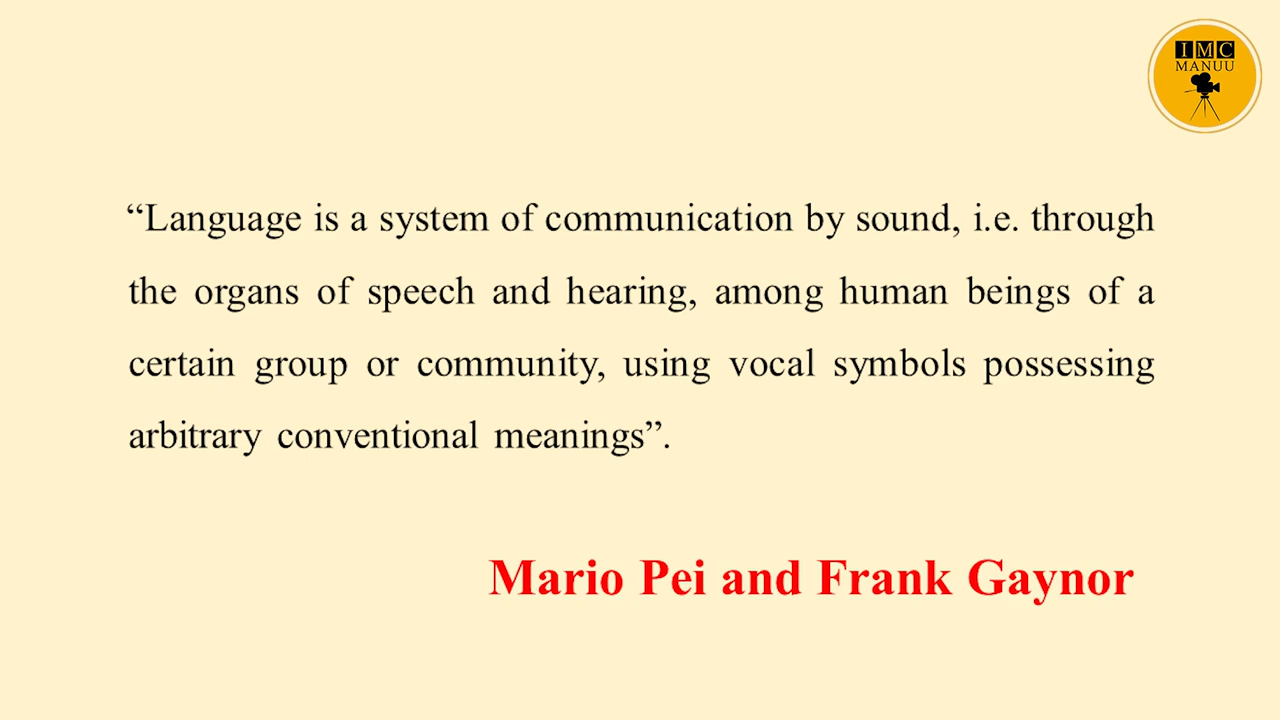 IMC
MANUU
“Language is a system of communication by sound, i.e. through
the organs of speech and hearing, among human beings of a
certain group or community, using vocal symbols possessing
arbitrary conventional meanings”.
Mario Pei and Frank Gaynor